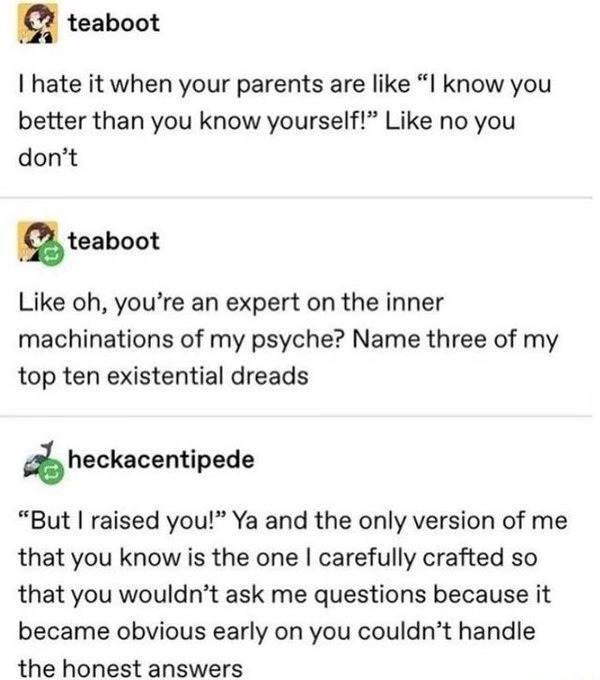 teaboot
I hate it when your parents are like “I know you
better than you know yourself!” Like no you
don’t
teaboot
Like oh, you’re an expert on the inner
machinations of my psyche? Name three of my
top ten existential dreads
heckacentipede
“But I raised you!” Ya and the only version of me
that you know is the one I carefully crafted so
that you wouldn’t ask me questions because it
became obvious early on you couldn’t handle
the honest answers